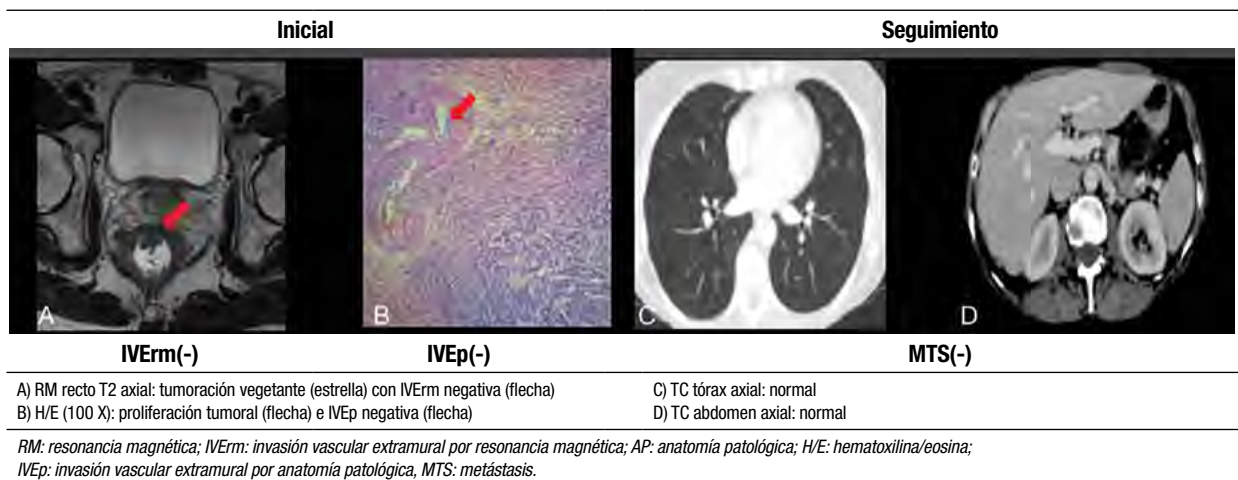 Inicial
Seguimiento
A
B
C
D
IVErm(-)
IVEp(-)
MTS(-)
A) RM recto T2 axial: tumoración vegetante (estrella) con IVErm negativa (flecha)
B) H/E (100 X): proliferación tumoral (flecha) e IVEp negativa (flecha)
C) TC tórax axial: normal
D) TC abdomen axial: normal
RM: resonancia magnética; IVErm: invasión vascular extramural por resonancia magnética; AP: anatomía patológica; H/E: hematoxilina/eosina;
IVEp: invasión vascular extramural por anatomía patológica, MTS: metástasis.